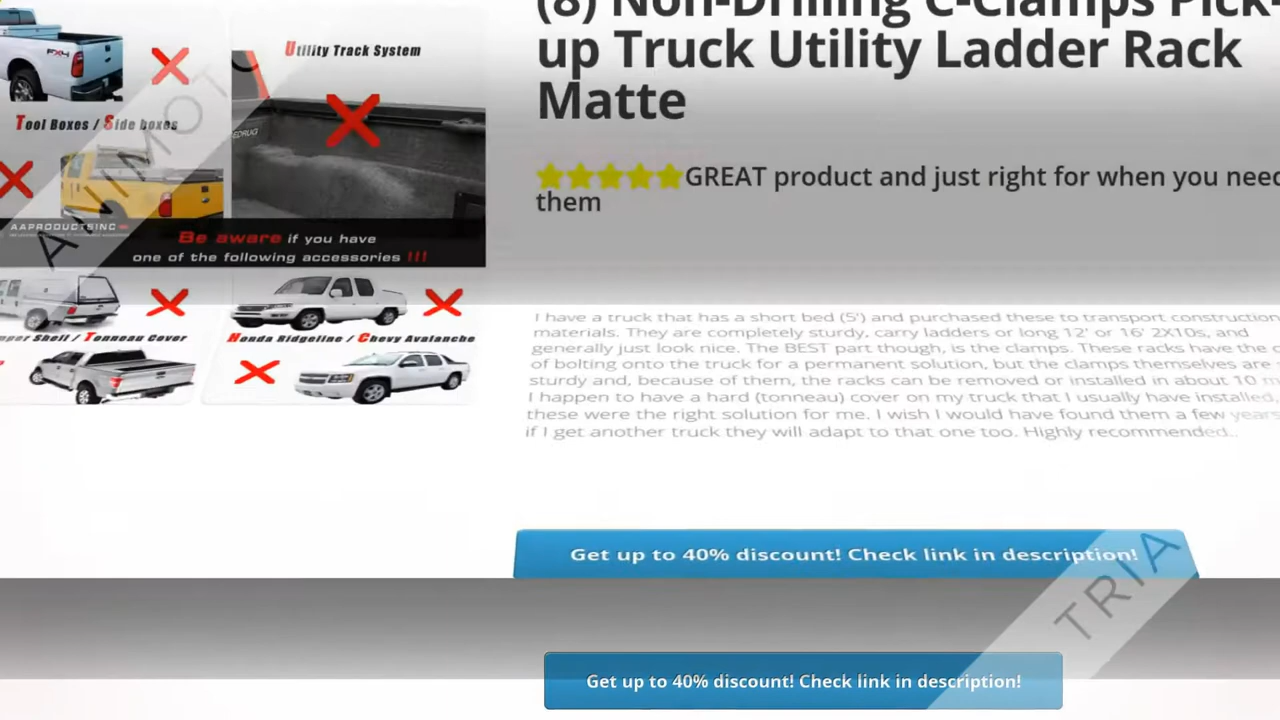 (8) Non-Drilling C-Clamps Pick-
up Truck Utility Ladder Rack
Matte
GREAT product and just right for when you need
them
I have a truck that has a short bed (5') and purchased these to transport construction
materials. They are completely sturdy, carry ladders or long 12' or 16' 2X10s, and
generally just look nice. The BEST part though, is the clamps. These racks have the
of bolting onto the truck for a permanent solution, but the clamps themselves are
sturdy and, because of them, the racks can be removed or installed in about 10
I happen to have a hard (tonneau) cover on my truck that I usually have installed,
these were the right solution for me. I wish I would have found them a few years
if I get another truck they will adapt to that one too. Highly recommended..
Get up to 40% discount! Check link in description!
Get up to 40% discount! Check link in description!
Utility Track System
FX4
Tool Boxes / Side boxes
BEDRUG
AAPRODUCTSINC
Be aware if you have
one of the following accessories !!!
Shell / Tonneau Cover
Honda Ridgeline / Chevy Avalanche
AVIMOT
TRIA